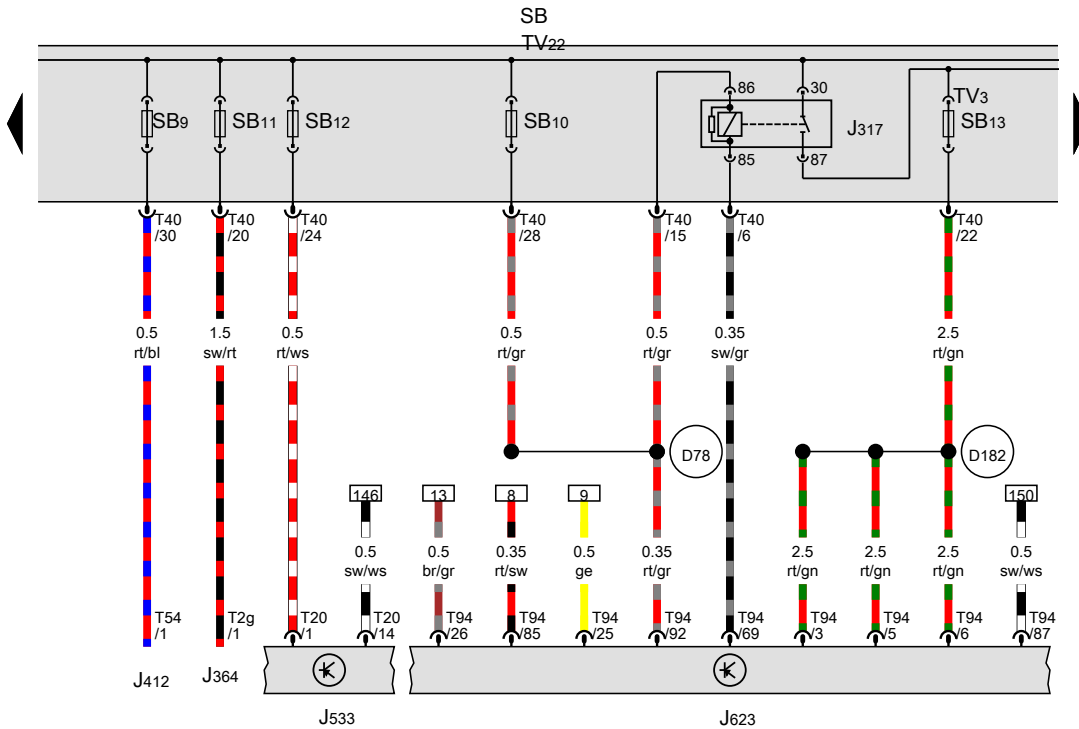 SB
TV22
86
30
TV3
SB9
SB11
SB12
SB10
J317
SB13
85
87
T40
/30
T40
/20
T40
/24
T40
/28
T40
/15
T40
/6
T40
/22
0.5
rt/bl
1.5
sw/rt
0.5
rt/ws
0.5
rt/gr
0.5
rt/gr
0.35
sw/gr
2.5
rt/gn
D78
D182
146
13
8
9
150
0.5
sw/ws
0.5
br/gr
0.35
rt/sw
0.5
ge
0.35
rt/gr
2.5
rt/gn
2.5
rt/gn
2.5
rt/gn
0.5
sw/ws
T54
/1
T2g
/1
T20
/1
T20
/14
T94
/26
T94
/85
T94
/25
T94
/92
T94
/69
T94
/3
T94
/5
T94
/6
T94
/87
J412
J364
J533
J623